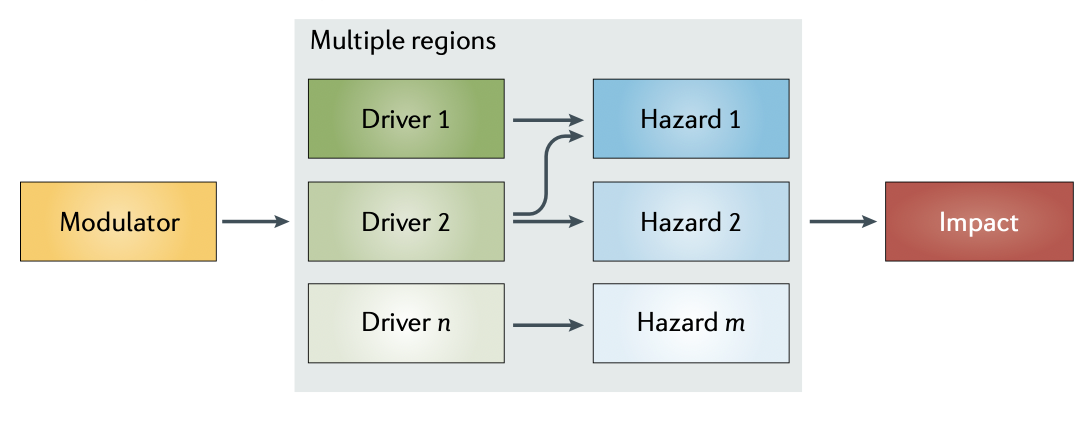 Multiple regions
Driver 1
Hazard 1
Modulator
Driver 2
Hazard 2
Impact
Driver n
Hazard m